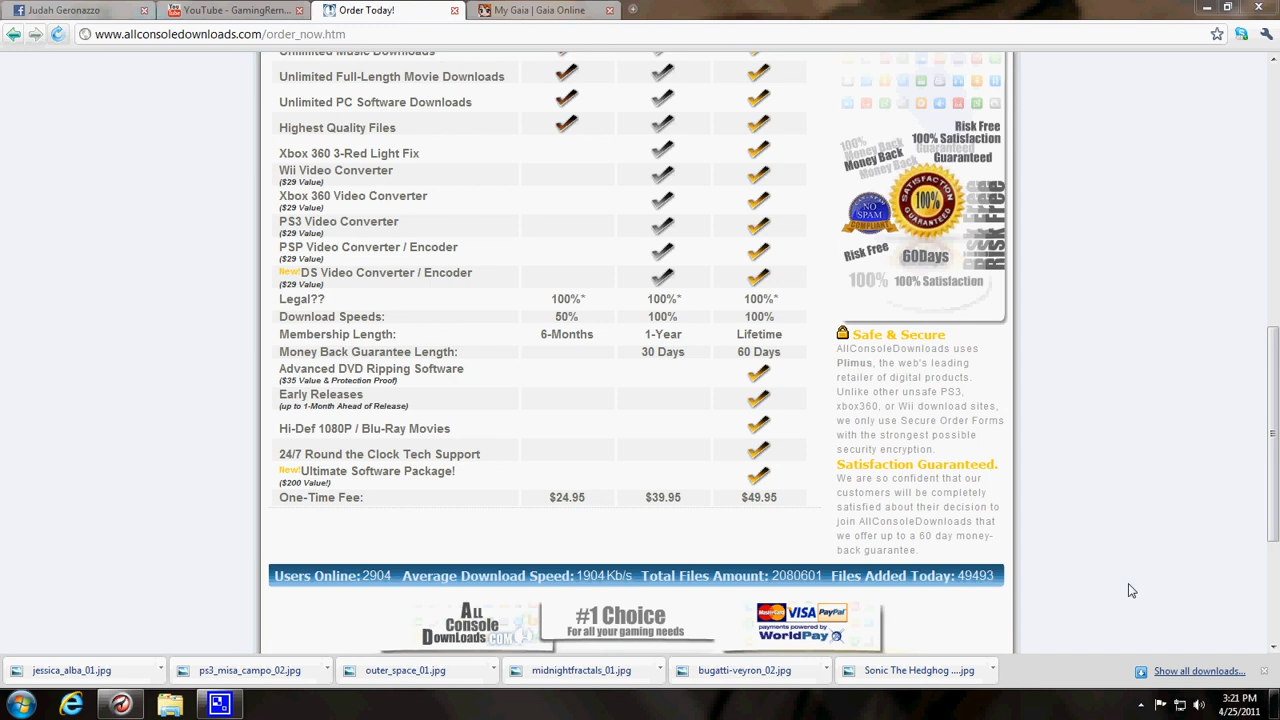 Judah Geronazzo
YouTube - GamingRem...
Order Today!
My Gaia | Gaia Online
www.allconsoledownloads.com/order_now.htm
Unlimited Music Downloads
Unlimited Full-Length Movie Downloads
Unlimited PC Software Downloads
Highest Quality Files
Xbox 360 3-Red Light Fix
Wii Video Converter
($29 Value)
Xbox 360 Video Converter
($29 Value)
PS3 Video Converter
($29 Value)
PSP Video Converter / Encoder
($29 Value)
New! DS Video Converter / Encoder
($29 Value)
Legal?? 100%* 100%* 100%*
Download Speeds: 50% 100% 100%
Membership Length: 6-Months 1-Year Lifetime
Money Back Guarantee Length: 30 Days 60 Days
Advanced DVD Ripping Software
($35 Value & Protection Proof)
Early Releases
(up to 1-Month Ahead of Release)
Hi-Def 1080P / Blu-Ray Movies
24/7 Round the Clock Tech Support
New! Ultimate Software Package!
($200 Value!)
One-Time Fee: $24.95 $39.95 $49.95
Risk Free
100% Satisfaction
Guaranteed
Guaranteed
100%
Money Back
Money Back
Money Back
SATISFACTION
100%
GUARANTEED
NO
SPAM
COMPLIANT
RISK FREE
Risk Free
60Days
100%
100% Satisfaction
Safe & Secure
AllConsoleDownloads uses
Plimus, the web's leading
retailer of digital products.
Unlike other unsafe PS3,
xbox360, or Wii download sites,
we only use Secure Order Forms
with the strongest possible
security encryption.
Satisfaction Guaranteed.
We are so confident that our
customers will be completely
satisfied about their decision to
join AllConsoleDownloads that
we offer up to a 60 day money-
back guarantee.
Users Online: 2904 Average Download Speed: 1904 Kb/s Total Files Amount: 2080601 Files Added Today: 49493
ALL
CONSOLE
DOWNLOADS.COM
#1 Choice
For all your gaming needs
MasterCard VISA PayPal
payments powered by
WorldPay
jessica_alba_01.jpg
ps3_misa_campo_02.jpg
outer_space_01.jpg
midnightfractals_01.jpg
bugatti-veyron_02.jpg
Sonic The Hedghog ....jpg
Show all downloads...
3:21 PM
4/25/2011